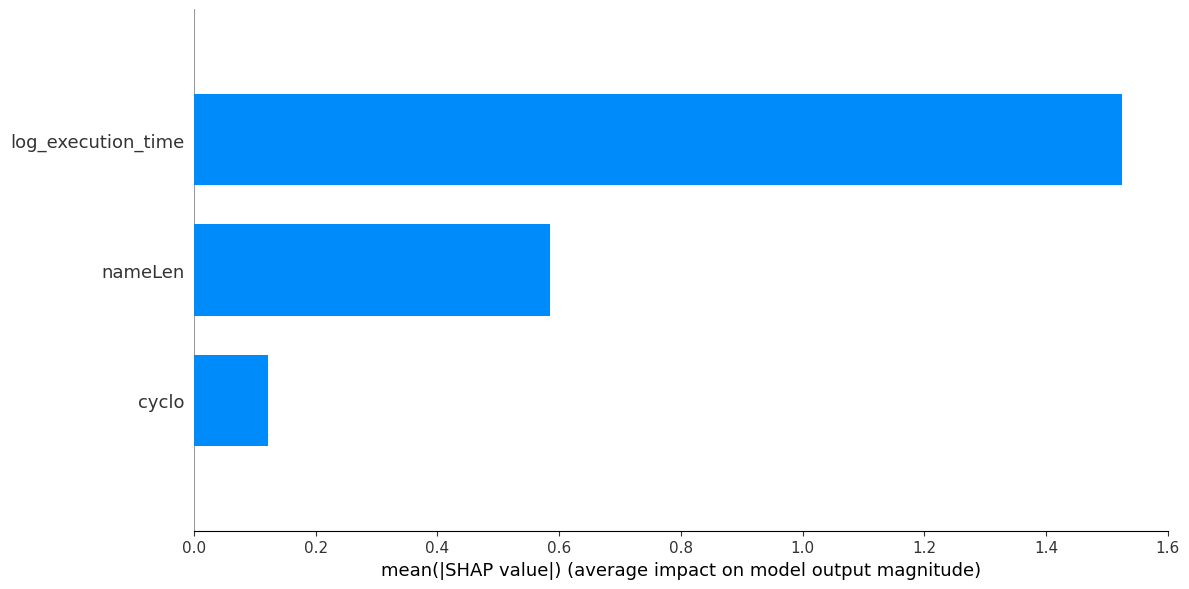 log_execution_time
nameLen
cyclo
0.0 0.2 0.4 0.6 0.8 1.0 1.2 1.4 1.6
mean(|SHAP value|) (average impact on model output magnitude)